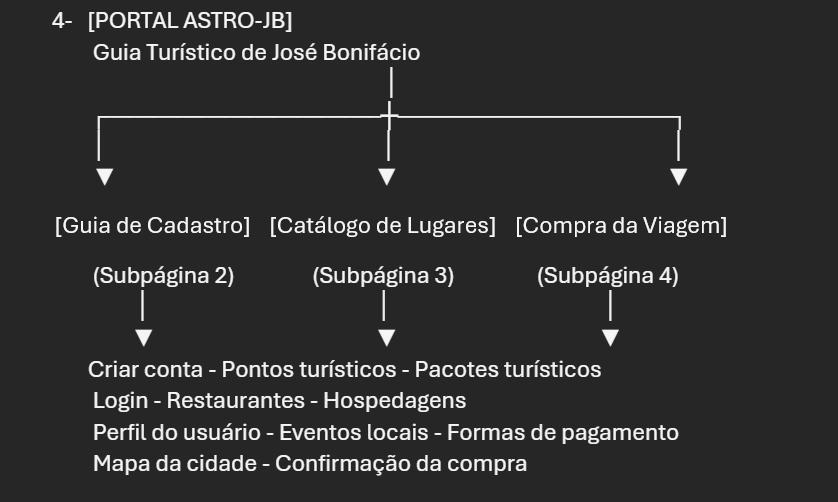 4- [PORTAL ASTRO-JB]
Guia Turístico de José Bonifácio
[Guia de Cadastro] [Catálogo de Lugares] [Compra da Viagem]
(Subpágina 2) (Subpágina 3) (Subpágina 4)
Criar conta - Pontos turísticos - Pacotes turísticos
Login - Restaurantes - Hospedagens
Perfil do usuário - Eventos locais - Formas de pagamento
Mapa da cidade - Confirmação da compra